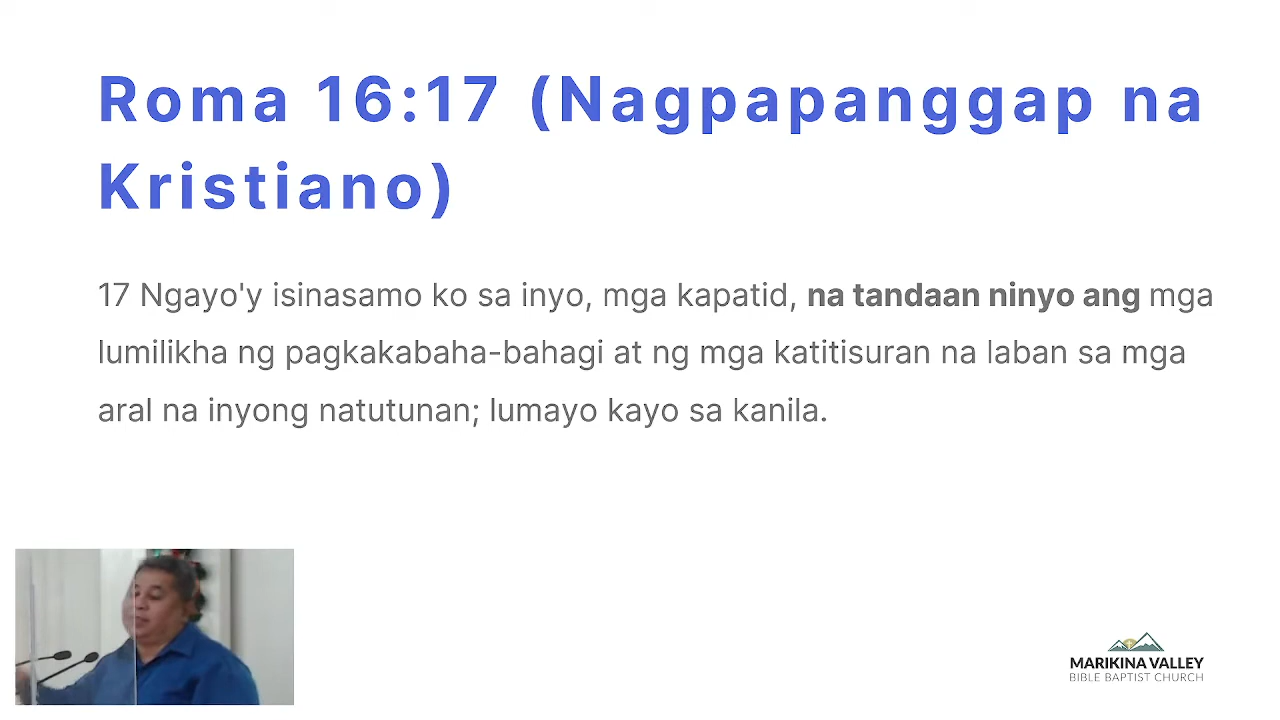 Roma 16:17 (Nagpapanggap na
Kristiano)
17 Ngayo'y isinasamo ko sa inyo, mga kapatid, na tandaan ninyo ang mga
lumilikha ng pagkakabaha-bahagi at ng mga katitisuran na laban sa mga
aral na inyong natutunan; lumayo kayo sa kanila.
MARIKINA VALLEY
BIBLE BAPTIST CHURCH